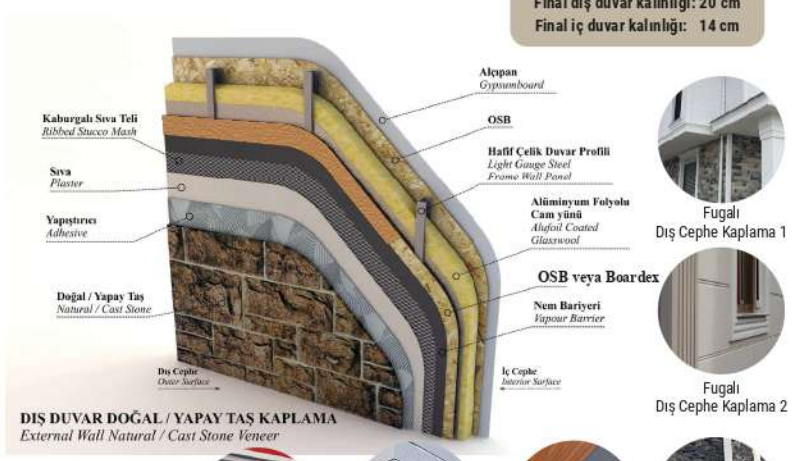 Final dış duvar kalınlığı: 20 cm
Final iç duvar kalınlığı: 14 cm
Alçıpan
Gypsumboard
OSB
Hafif Çelik Duvar Profili
Light Gauge Steel
Frame Wall Panel
Alüminyum Folyolu
Cam yünü
Alufoil Coated
Glasswool
OSB veya Boardex
Nem Bariyeri
Vapour Barrier
İç Cephe
Interior Surface
Kaburgalı Sıva Teli
Ribbed Stucco Mash
Sıva
Plaster
Yapıştırıcı
Adhesive
Doğal / Yapay Taş
Natural / Cast Stone
Dış Cephe
Outer Surface
DIŞ DUVAR DOĞAL / YAPAY TAŞ KAPLAMA
External Wall Natural / Cast Stone Veneer
Fugalı
Dış Cephe Kaplama 1
Fugalı
Dış Cephe Kaplama 2